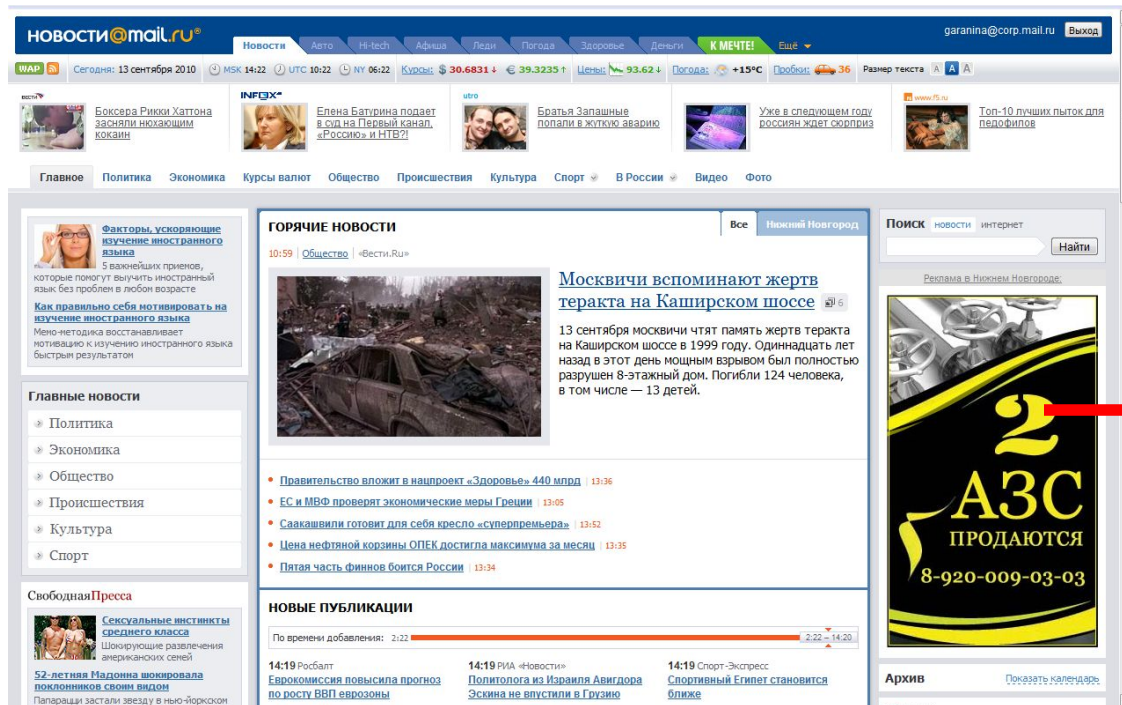 НОВОСТИ@mail.ru®
Новости Авто Hi-tech Афиша Леди Погода Здоровье Деньги К МЕЧТЕ! Ещё
garanina@corp.mail.ru Выход
WAP Сегодня: 13 сентября 2010 MSK 14:22 UTC 10:22 NY 06:22 Курсы: $ 30.6831↓ € 39.3235↑ Цены: 93.62↓ Погода: +15°C Пробки: 36 Размер текста A A A
ВЕСТИ
Боксера Рикки Хаттона
засняли нюхающим
кокаин
INFOX
Елена Батурина подает
в суд на Первый канал,
«Россию» и НТВ?!
utro
Братья Запашные
попали в жуткую аварию
Уже в следующем году
россиян ждет сюрприз
www.f5.ru
Топ-10 лучших пыток для
педофилов
Главное Политика Экономика Курсы валют Общество Происшествия Культура Спорт В России Видео Фото
Факторы, ускоряющие
изучение иностранного
языка
5 важнейших приемов,
которые помогут выучить иностранный
язык без проблем в любом возрасте
Как правильно себя мотивировать на
изучение иностранного языка
Мено-методика восстанавливает
мотивацию к изучению иностранного языка
быстрым результатом
Главные новости
Политика
Экономика
Общество
Происшествия
Культура
Спорт
СвободнаяПресса
Сексуальные инстинкты
среднего класса
Шокирующие развлечения
американских семей
52-летняя Мадонна шокировала
поклонников своим видом
Папарацци застали звезду в нью-йоркском
ГОРЯЧИЕ НОВОСТИ
Все Нижний Новгород
10:59 | Общество | «Вести.Ru»
Москвичи вспоминают жертв
теракта на Каширском шоссе 6
13 сентября москвичи чтят память жертв теракта
на Каширском шоссе в 1999 году. Одиннадцать лет
назад в этот день мощным взрывом был полностью
разрушен 8-этажный дом. Погибли 124 человека,
в том числе — 13 детей.
Правительство вложит в нацпроект «Здоровье» 440 млрд | 13:36
ЕС и МВФ проверят экономические меры Греции | 13:05
Саакашвили готовит для себя кресло «суперпремьера» | 13:52
Цена нефтяной корзины ОПЕК достигла максимума за месяц | 13:35
Пятая часть финнов боится России | 13:34
НОВЫЕ ПУБЛИКАЦИИ
По времени добавления: 2:22 2:22 – 14:20
14:19 Росбалт
Еврокомиссия повысила прогноз
по росту ВВП еврозоны
14:19 РИА «Новости»
Политолога из Израиля Авигдора
Эскина не впустили в Грузию
14:19 Спорт-Экспресс
Спортивный Египет становится
ближе
Поиск новости интернет
Найти
Реклама в Нижнем Новгороде:
2
АЗС
ПРОДАЮТСЯ
8-920-009-03-03
Архив Показать календарь